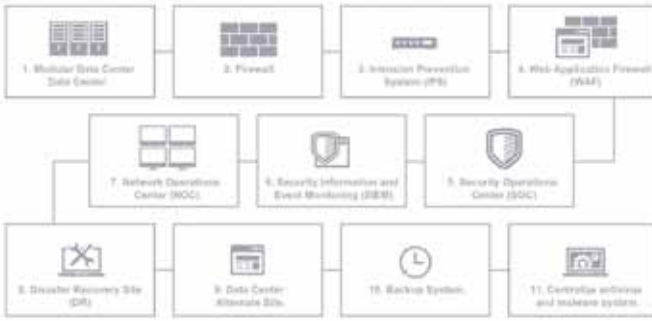 1. Modular Data Center
Data Center
2. Firewall
3. Intrusion Prevention
System (IPS)
4. Web Application Firewall
(WAF)
7. Network Operations
Center (NOC)
6. Security Information and
Event Monitoring (SIEM)
5. Security Operations
Center (SOC)
8. Disaster Recovery Site
(DR)
9. Data Center
Alternate Site.
10. Backup System.
11. Centralize antivirus
and malware system.